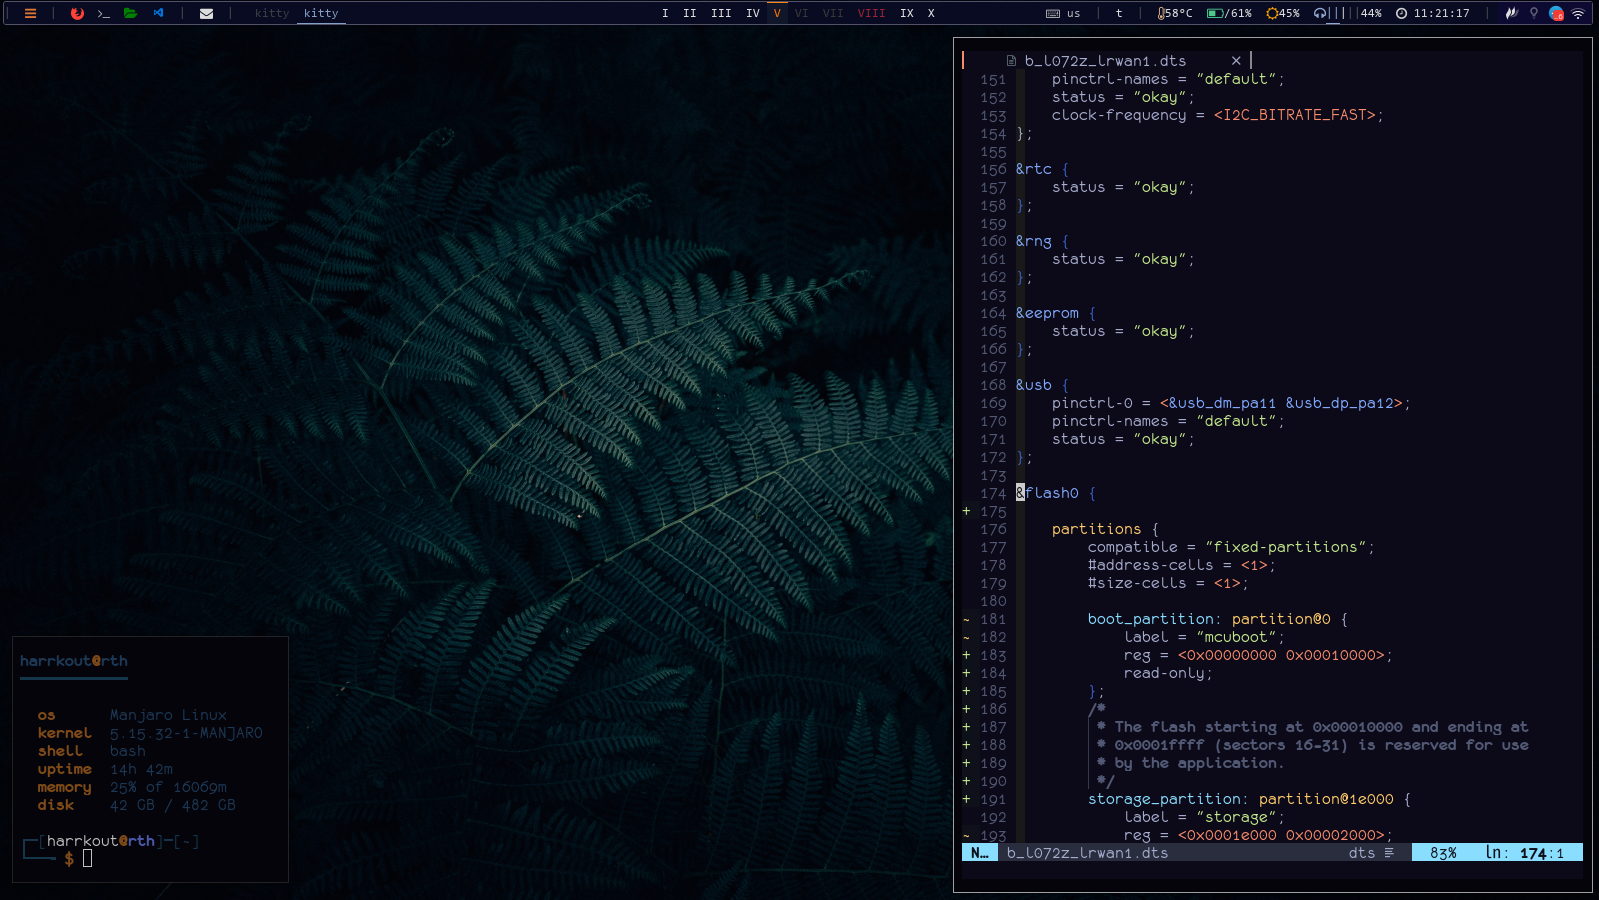 kitty kitty
I II III IV V VI VII VIII IX X
us t 58°C /61% 45% 44% 11:21:17
b_l072z_lrwan1.dts ×
151 pinctrl-names = "default";
152 status = "okay";
153 clock-frequency = <I2C_BITRATE_FAST>;
154 };
155
156 &rtc {
157 status = "okay";
158 };
159
160 &rng {
161 status = "okay";
162 };
163
164 &eeprom {
165 status = "okay";
166 };
167
168 &usb {
169 pinctrl-0 = <&usb_dm_pa11 &usb_dp_pa12>;
170 pinctrl-names = "default";
171 status = "okay";
172 };
173
174 &flash0 {
+ 175
176 partitions {
177 compatible = "fixed-partitions";
178 #address-cells = <1>;
179 #size-cells = <1>;
180
~ 181 boot_partition: partition@0 {
~ 182 label = "mcuboot";
+ 183 reg = <0x00000000 0x00010000>;
+ 184 read-only;
+ 185 };
+ 186 /*
+ 187 * The flash starting at 0x00010000 and ending at
+ 188 * 0x0001ffff (sectors 16-31) is reserved for use
+ 189 * by the application.
+ 190 */
+ 191 storage_partition: partition@1e000 {
192 label = "storage";
~ 193 reg = <0x0001e000 0x00002000>;
N… b_l072z_lrwan1.dts dts 83% ln: 174:1
harrkout@rth
os Manjaro Linux
kernel 5.15.32-1-MANJARO
shell bash
uptime 14h 42m
memory 25% of 16069m
disk 42 GB / 482 GB
[harrkout@rth]-[~]
$